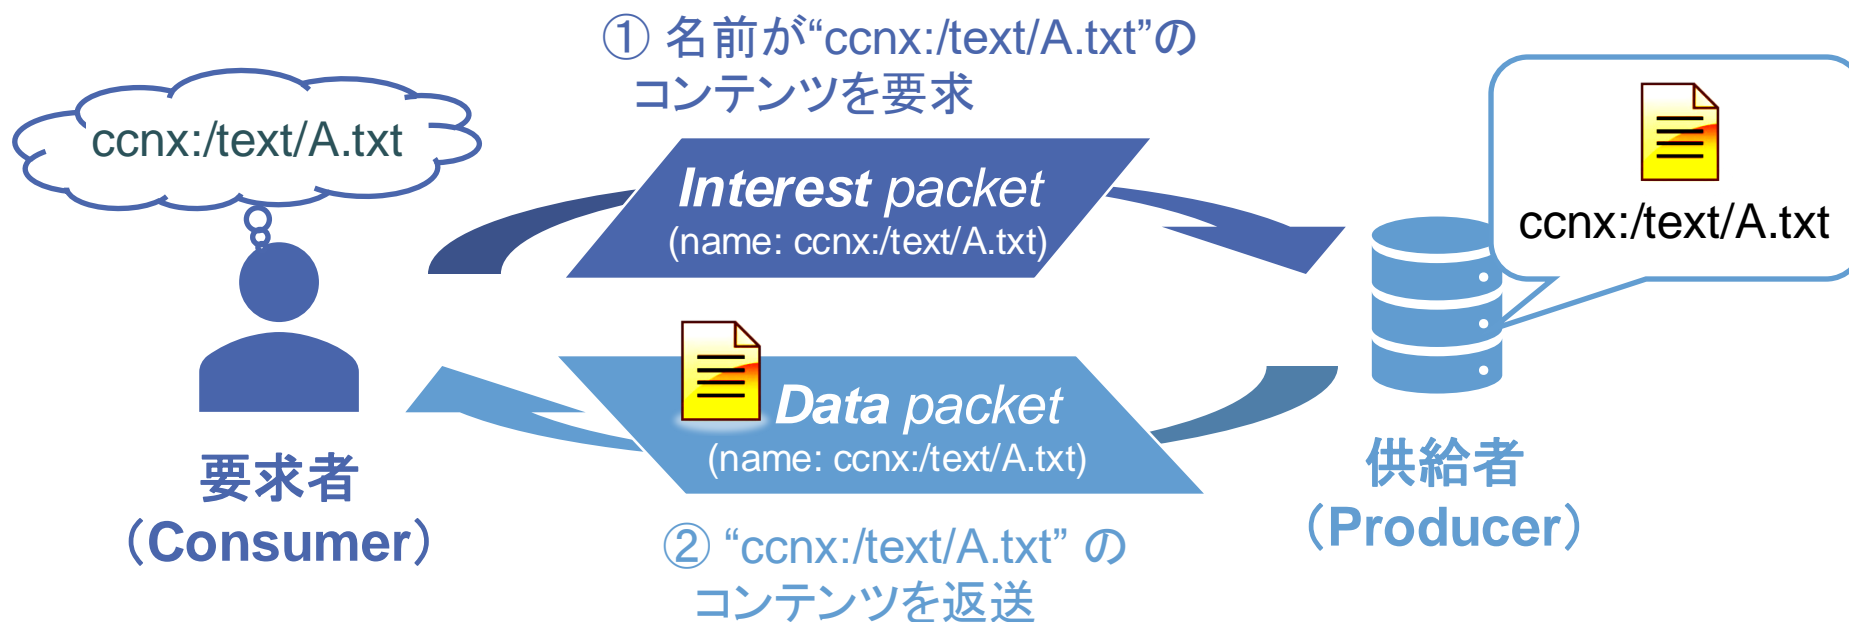 ① 名前が“ccnx:/text/A.txt”の
コンテンツを要求
ccnx:/text/A.txt
Interest packet
(name: ccnx:/text/A.txt)
ccnx:/text/A.txt
Data packet
(name: ccnx:/text/A.txt)
要求者
（Consumer）
供給者
（Producer）
② “ccnx:/text/A.txt” の
コンテンツを返送